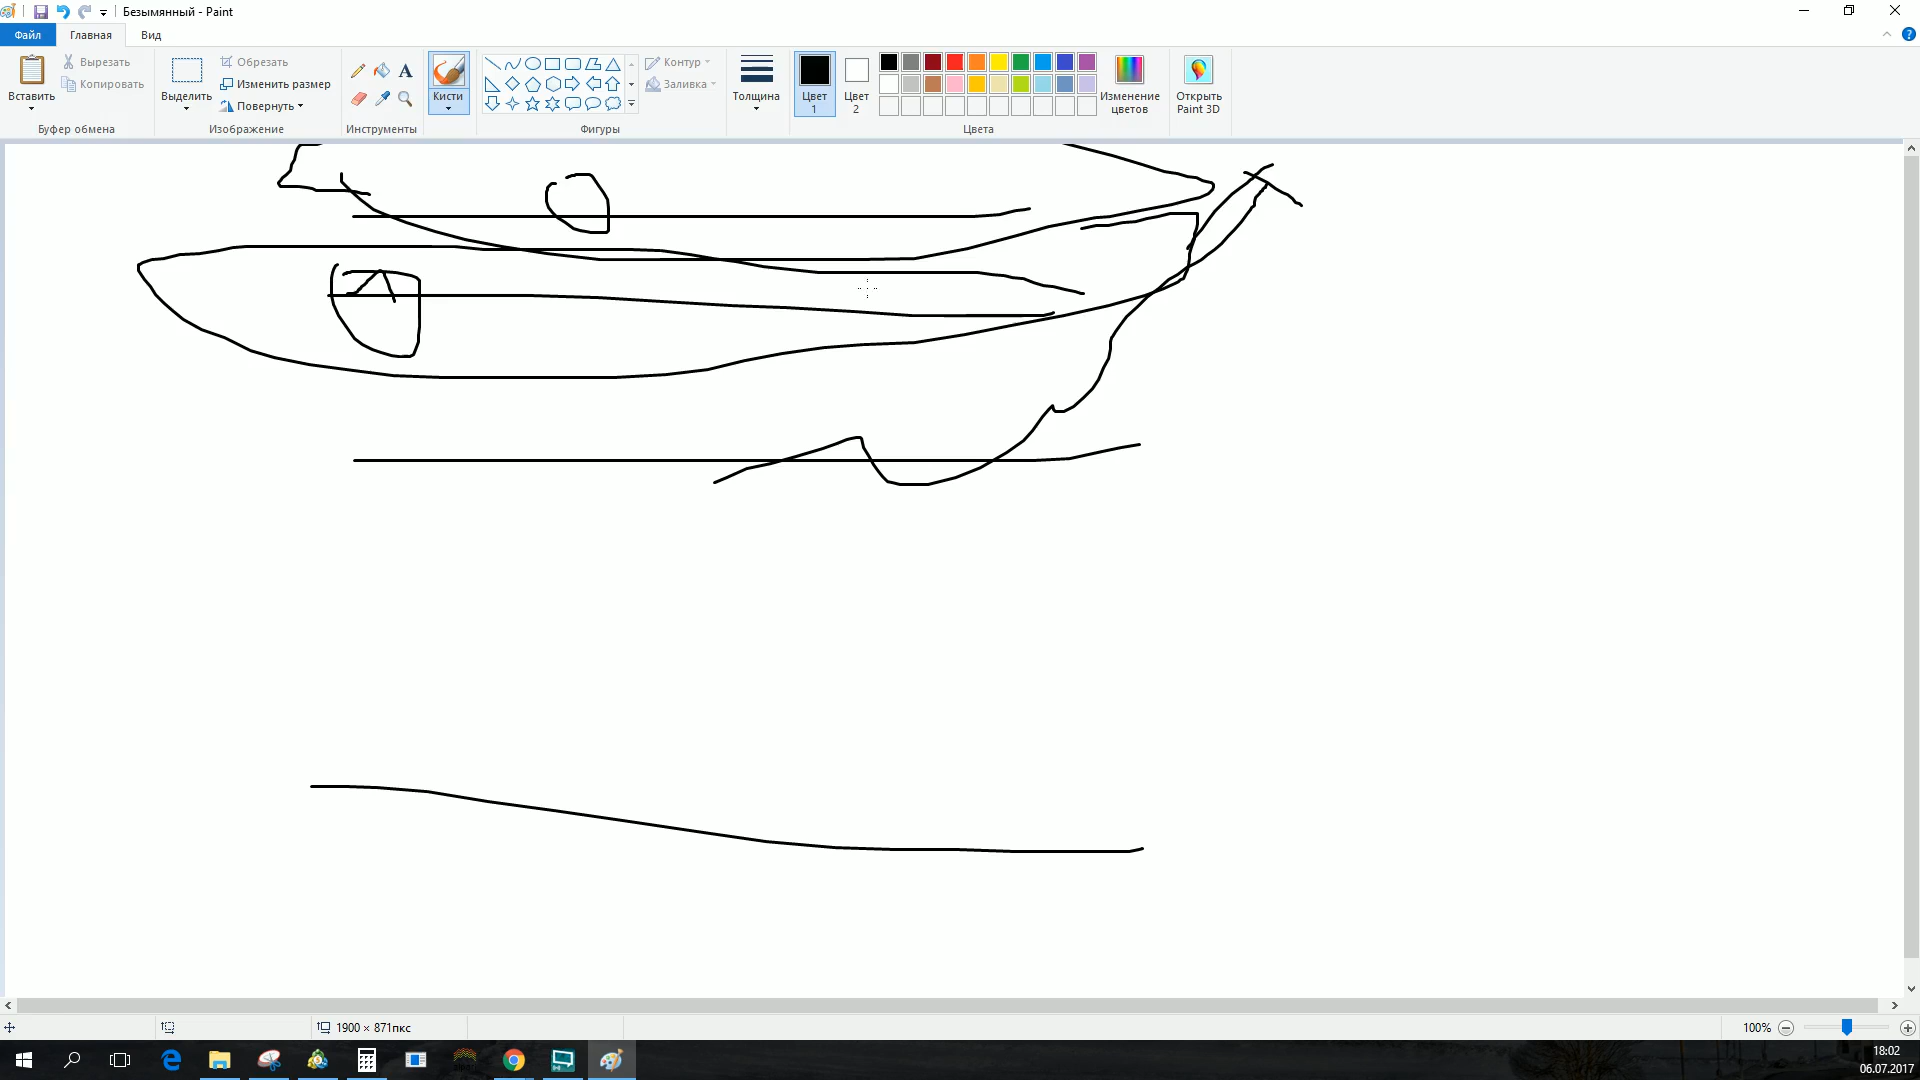 Безымянный - Paint
Файл Главная Вид
Вставить
Вырезать
Копировать
Буфер обмена
Выделить
Обрезать
Изменить размер
Повернуть
Изображение
A
Инструменты
Кисти
Фигуры
Контур
Заливка
Толщина
Цвет
1
Цвет
2
Цвета
Изменение
цветов
Открыть
Paint 3D
1900 × 871пкс
100%
18:02
06.07.2017